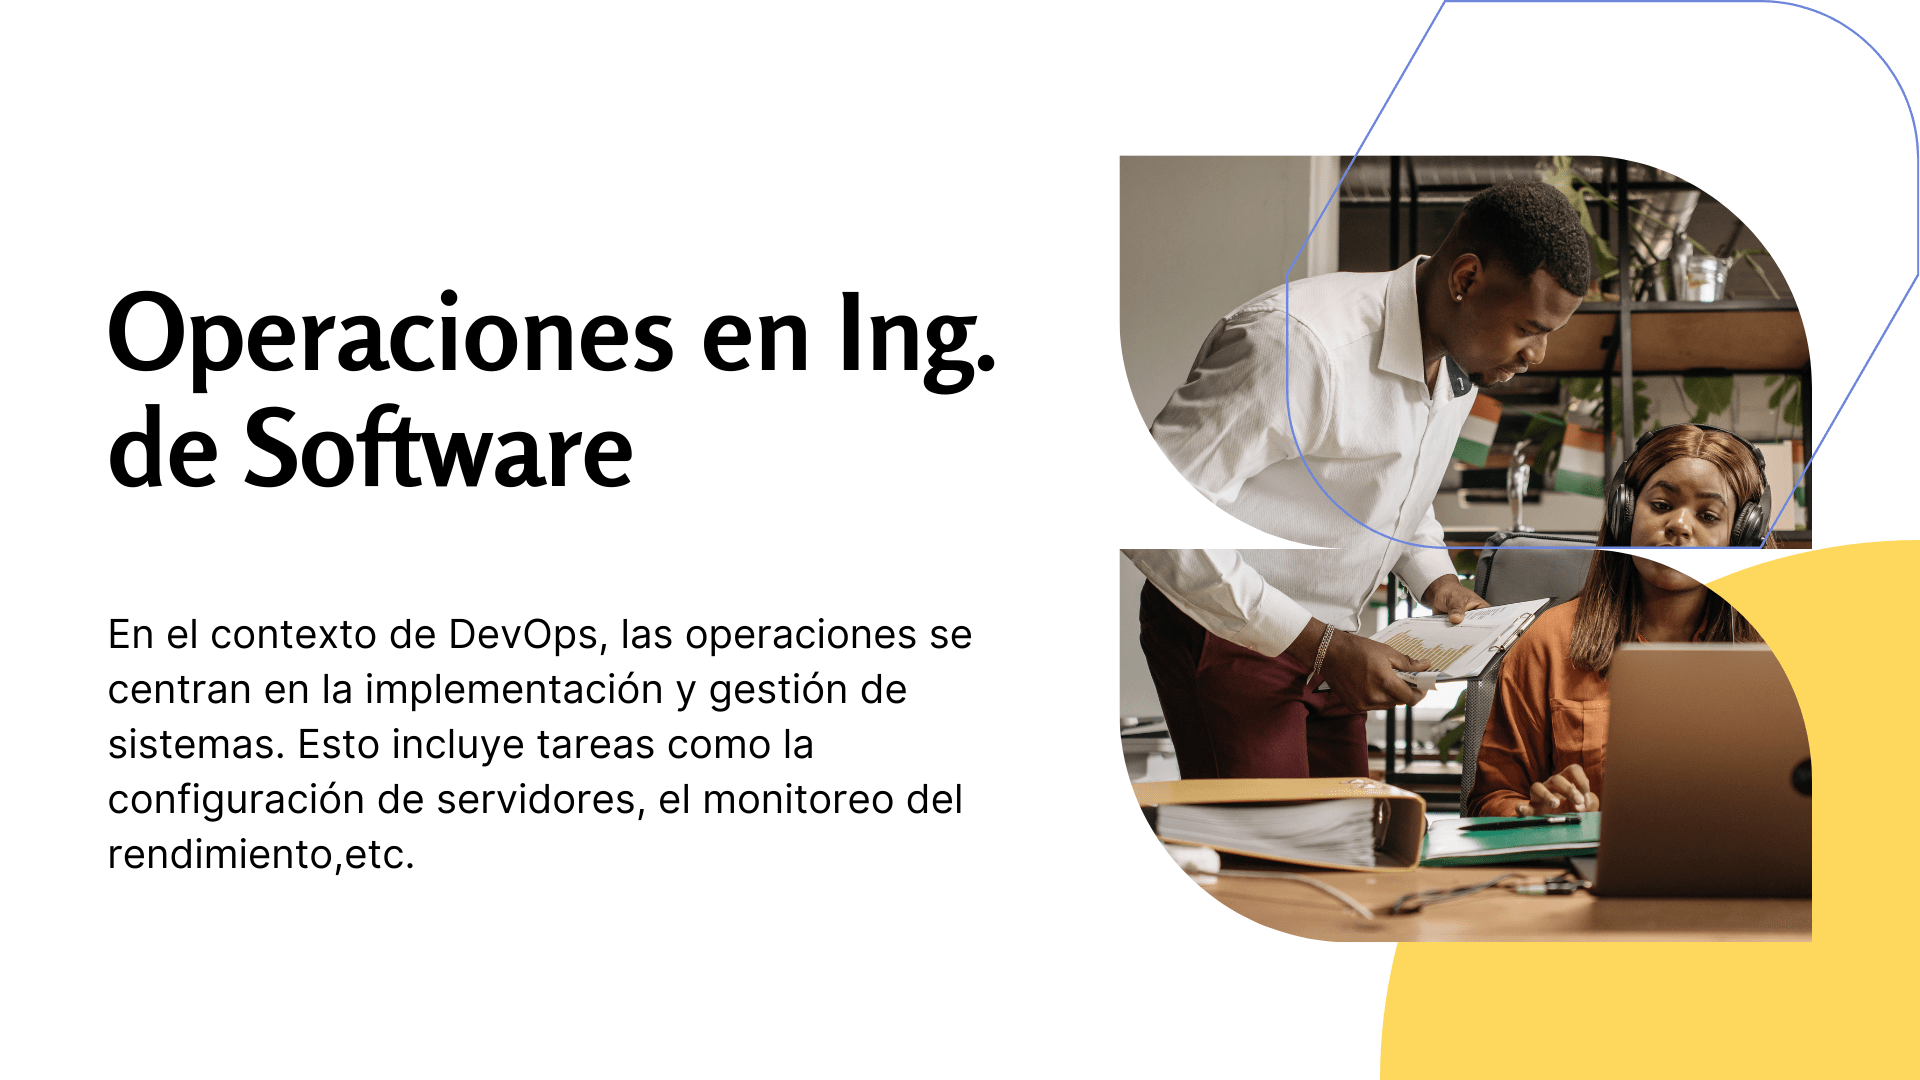 Operaciones en Ing.
de Software
En el contexto de DevOps, las operaciones se
centran en la implementación y gestión de
sistemas. Esto incluye tareas como la
configuración de servidores, el monitoreo del
rendimiento,etc.